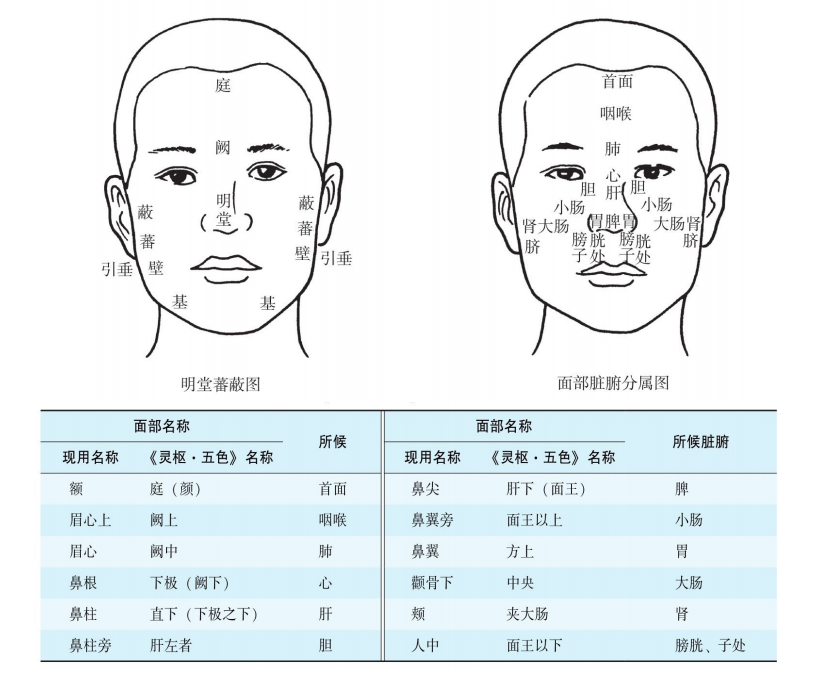 庭
阙
明
堂
蔽
蕃
壁
蔽
蕃
壁
引垂
引垂
基
基
明堂蕃蔽图
首面
咽喉
肺
心
胆
肝
胆
小肠
小肠
肾大肠
胃脾胃
大肠肾
脐
膀胱
膀胱
脐
子处
子处
面部脏腑分属图
面部名称 所候 面部名称 所候脏腑
现用名称 《灵枢·五色》名称 现用名称 《灵枢·五色》名称
额 庭（颜） 首面 鼻尖 肝下（面王） 脾
眉心上 阙上 咽喉 鼻翼旁 面王以上 小肠
眉心 阙中 肺 鼻翼 方上 胃
鼻根 下极（阙下） 心 颧骨下 中央 大肠
鼻柱 直下（下极之下） 肝 颊 夹大肠 肾
鼻柱旁 肝左者 胆 人中 面王以下 膀胱、子处